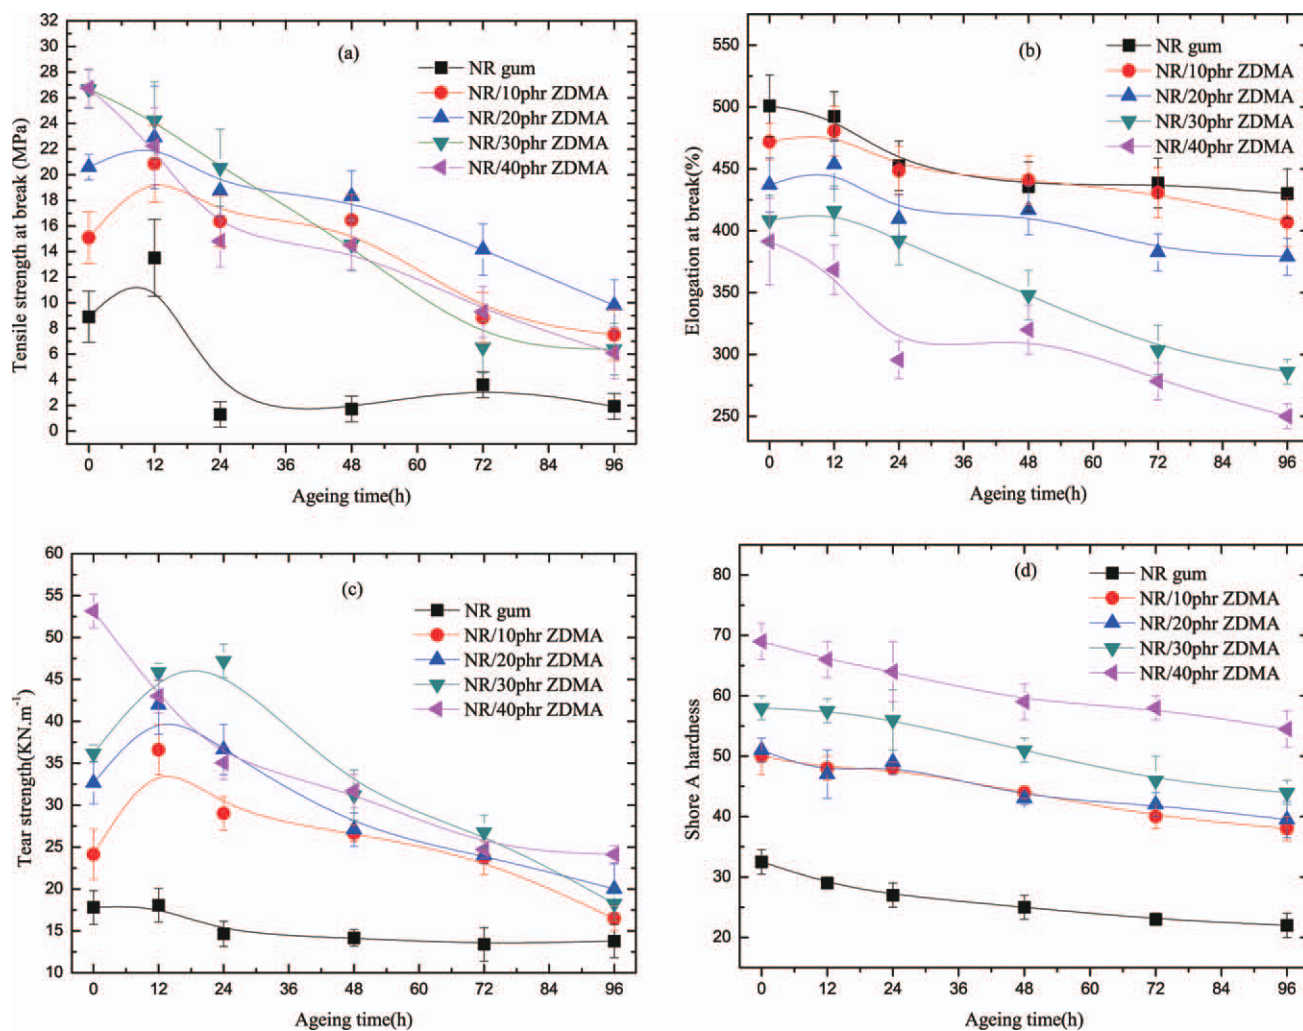 (a)
NR gum
NR/10phr ZDMA
NR/20phr ZDMA
NR/30phr ZDMA
NR/40phr ZDMA
Tensile strength at break (MPa)
32
30
28
26
24
22
20
18
16
14
12
10
8
6
4
2
0
0 12 24 36 48 60 72 84 96
Ageing time(h)
(b)
NR gum
NR/10phr ZDMA
NR/20phr ZDMA
NR/30phr ZDMA
NR/40phr ZDMA
Elongation at break(%)
550
500
450
400
350
300
250
0 12 24 36 48 60 72 84 96
Ageing time(h)
(c)
NR gum
NR/10phr ZDMA
NR/20phr ZDMA
NR/30phr ZDMA
NR/40phr ZDMA
Tear strength(KN.m-1)
60
55
50
45
40
35
30
25
20
15
10
0 12 24 36 48 60 72 84 96
Ageing time(h)
(d)
NR gum
NR/10phr ZDMA
NR/20phr ZDMA
NR/30phr ZDMA
NR/40phr ZDMA
Shore A hardness
80
70
60
50
40
30
20
0 12 24 36 48 60 72 84 96
Ageing time(h)